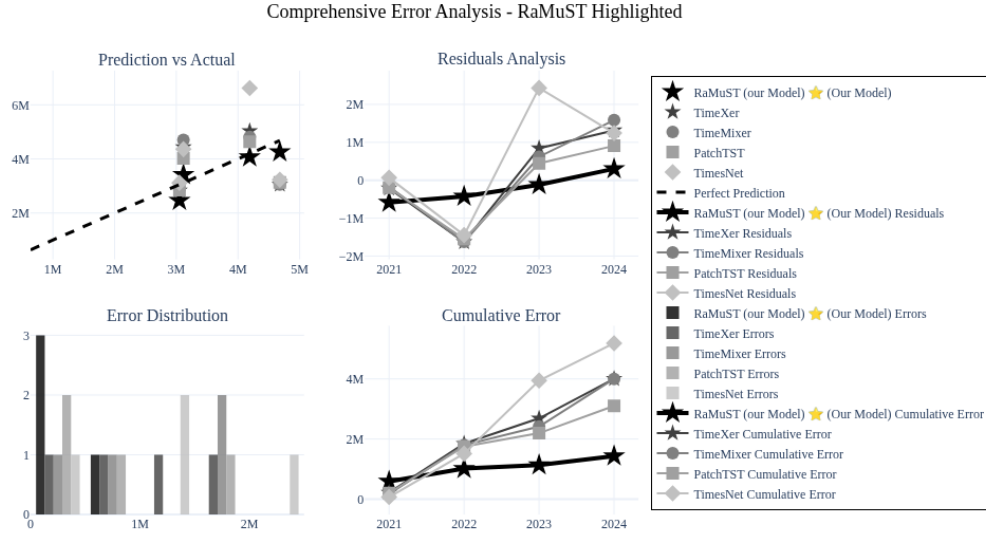 Comprehensive Error Analysis - RaMuST Highlighted
Prediction vs Actual
6M
4M
2M
1M 2M 3M 4M 5M
Residuals Analysis
2M
1M
0
−1M
−2M
2021 2022 2023 2024
Error Distribution
3
2
1
0
0 1M 2M
Cumulative Error
4M
2M
0
2021 2022 2023 2024
RaMuST (our Model) ⭐ (Our Model)
TimeXer
TimeMixer
PatchTST
TimesNet
Perfect Prediction
RaMuST (our Model) ⭐ (Our Model) Residuals
TimeXer Residuals
TimeMixer Residuals
PatchTST Residuals
TimesNet Residuals
RaMuST (our Model) ⭐ (Our Model) Errors
TimeXer Errors
TimeMixer Errors
PatchTST Errors
TimesNet Errors
RaMuST (our Model) ⭐ (Our Model) Cumulative Error
TimeXer Cumulative Error
TimeMixer Cumulative Error
PatchTST Cumulative Error
TimesNet Cumulative Error